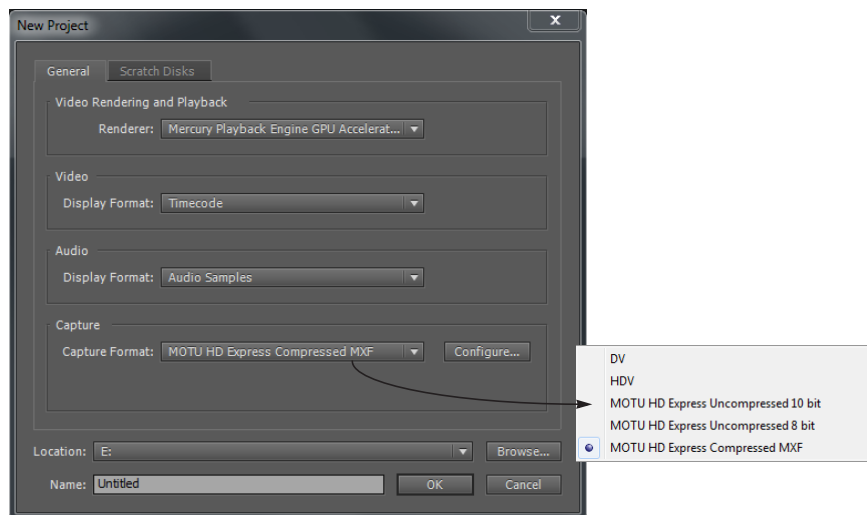 New Project
x
General Scratch Disks
Video Rendering and Playback
Renderer: Mercury Playback Engine GPU Accelerat...
Video
Display Format: Timecode
Audio
Display Format: Audio Samples
Capture
Capture Format: MOTU HD Express Compressed MXF Configure...
DV
HDV
MOTU HD Express Uncompressed 10 bit
MOTU HD Express Uncompressed 8 bit
MOTU HD Express Compressed MXF
Location: E: Browse...
Name: Untitled OK Cancel